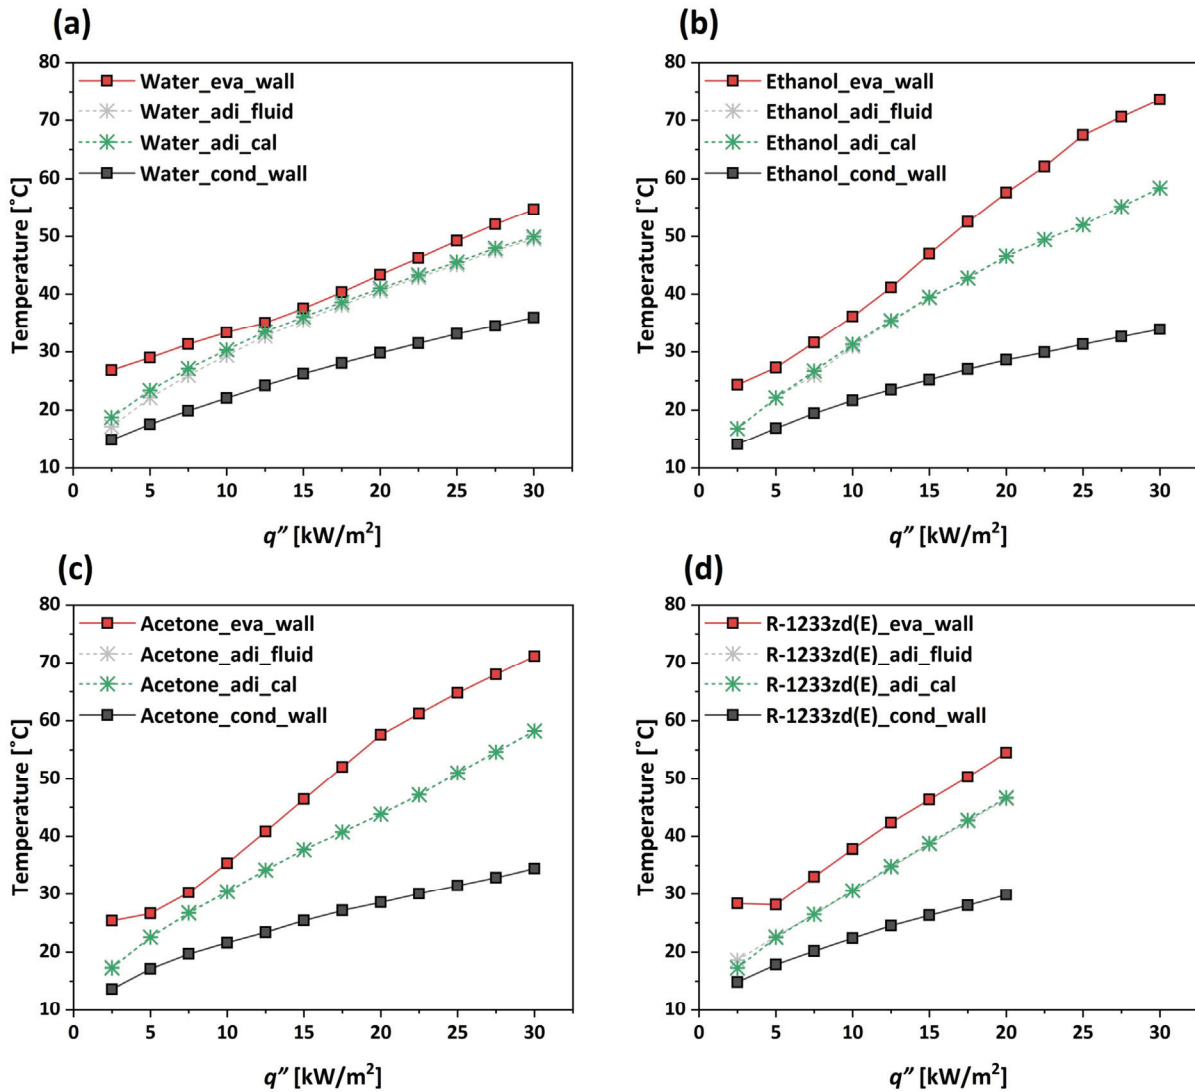 (a)
80
70
60
50
40
30
20
10
Temperature [˚C]
Water_eva_wall
Water_adi_fluid
Water_adi_cal
Water_cond_wall
0 5 10 15 20 25 30
q″ [kW/m²]
(b)
80
70
60
50
40
30
20
10
Temperature [˚C]
Ethanol_eva_wall
Ethanol_adi_fluid
Ethanol_adi_cal
Ethanol_cond_wall
0 5 10 15 20 25 30
q″ [kW/m²]
(c)
80
70
60
50
40
30
20
10
Temperature [˚C]
Acetone_eva_wall
Acetone_adi_fluid
Acetone_adi_cal
Acetone_cond_wall
0 5 10 15 20 25 30
q″ [kW/m²]
(d)
80
70
60
50
40
30
20
10
Temperature [˚C]
R-1233zd(E)_eva_wall
R-1233zd(E)_adi_fluid
R-1233zd(E)_adi_cal
R-1233zd(E)_cond_wall
0 5 10 15 20 25 30
q″ [kW/m²]